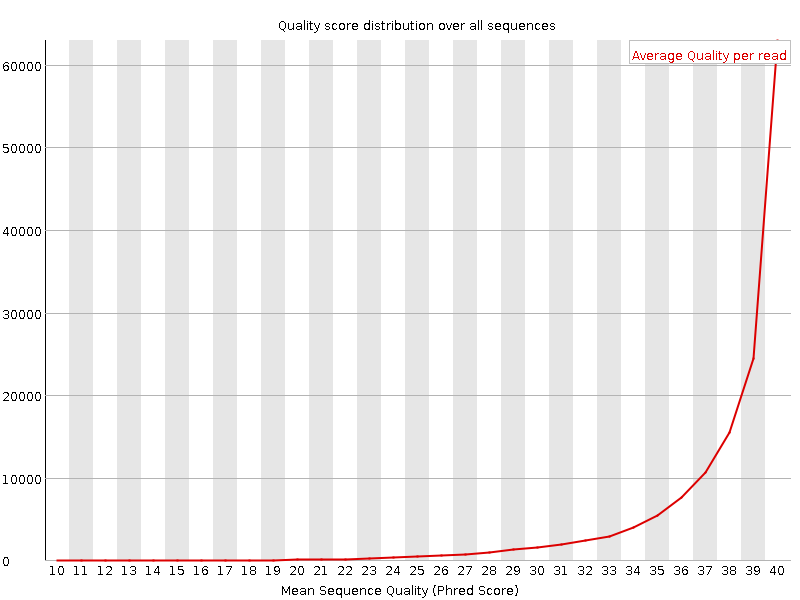 Quality score distribution over all sequences
Average Quality per read
60000
50000
40000
30000
20000
10000
0
10 11 12 13 14 15 16 17 18 19 20 21 22 23 24 25 26 27 28 29 30 31 32 33 34 35 36 37 38 39 40
Mean Sequence Quality (Phred Score)